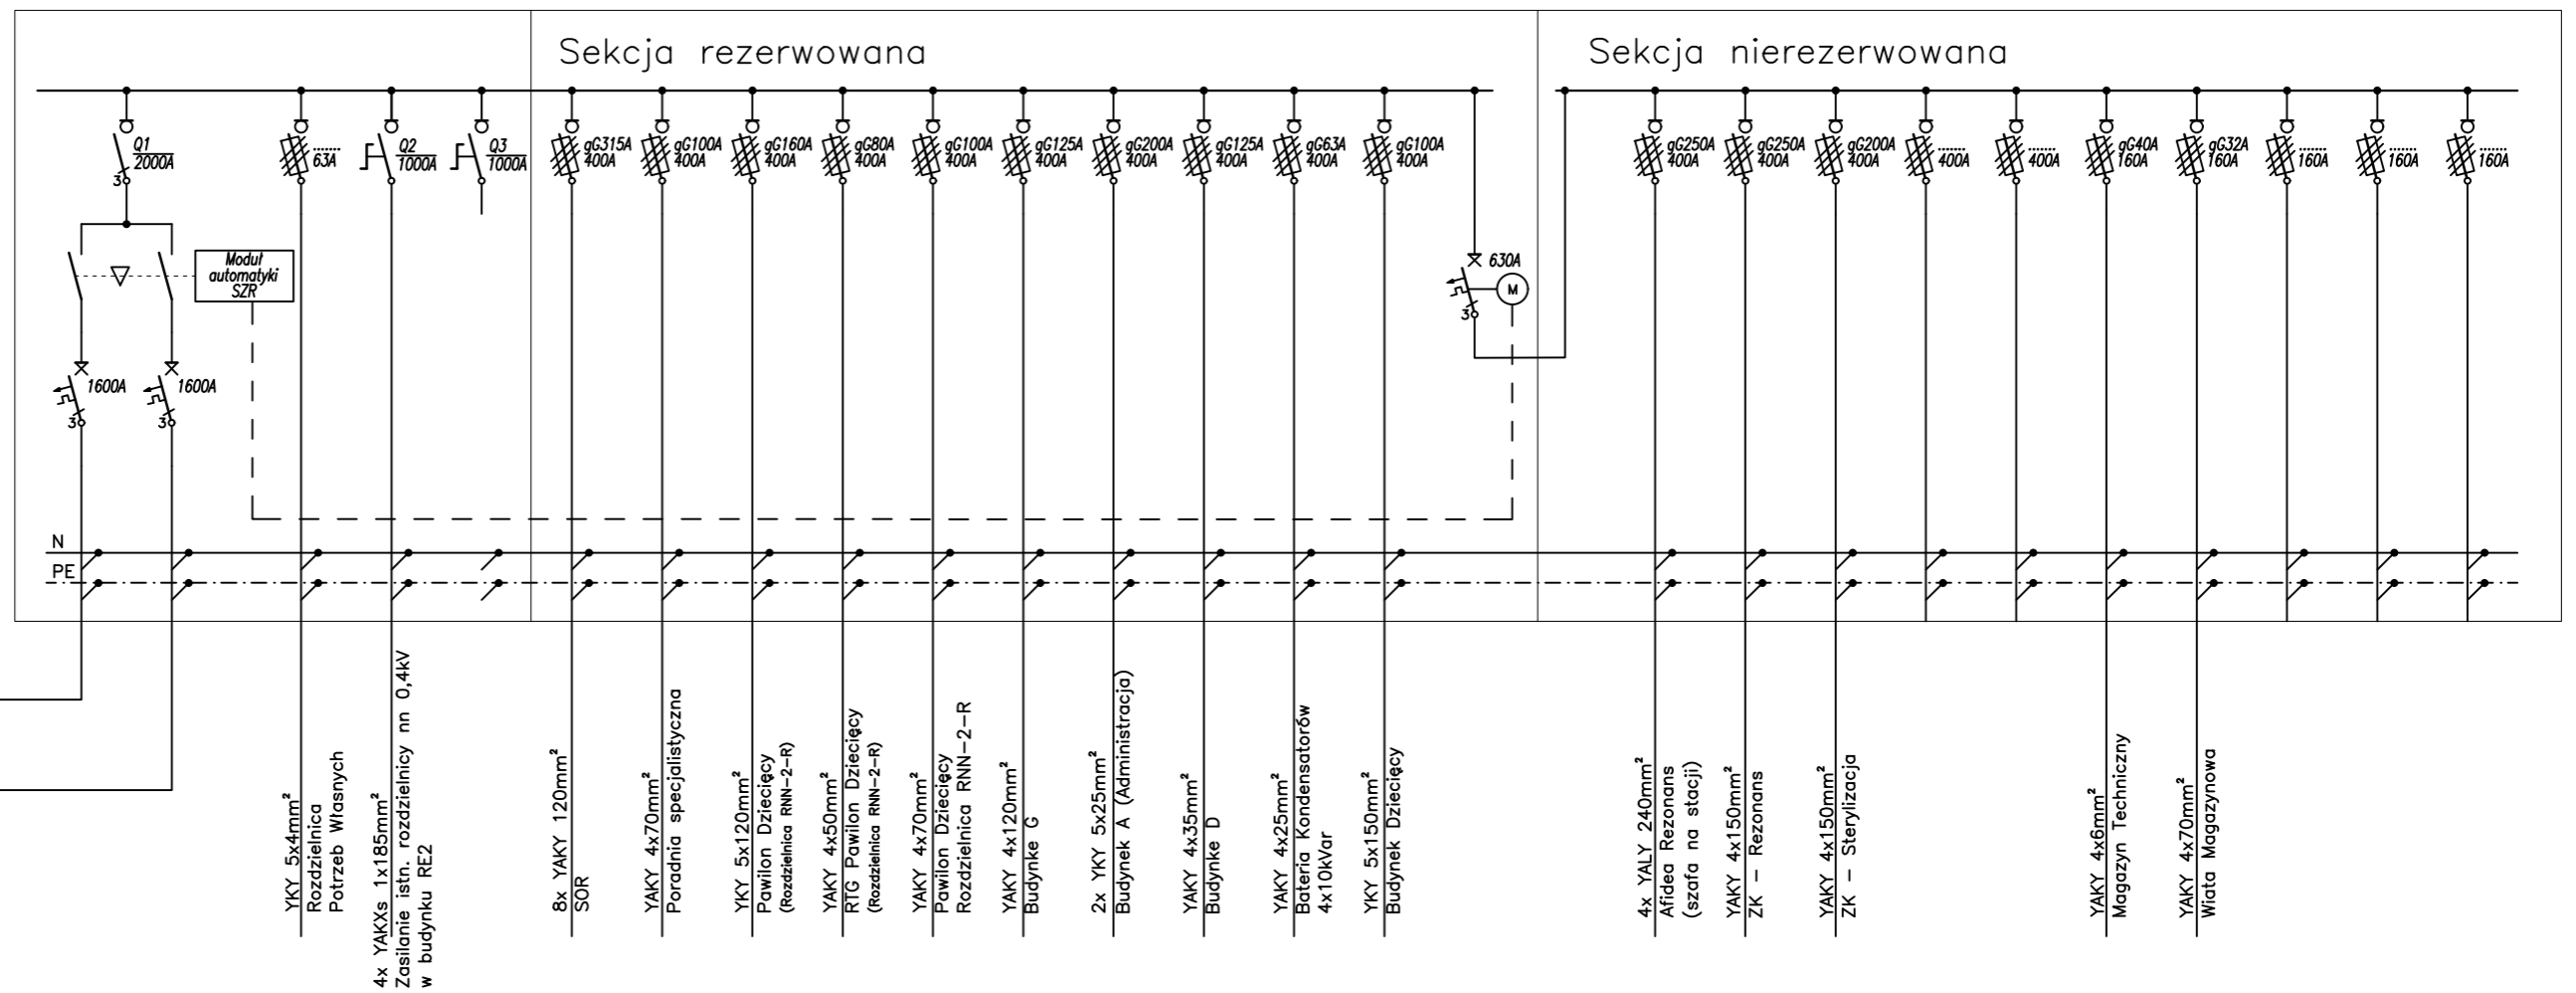 Sekcja rezerwowana
Sekcja nierezerwowana
Q1
2000A
3
.......
63A
Q2
1000A
Q3
1000A
gG315A
400A
gG100A
400A
gG160A
400A
gG80A
400A
gG100A
400A
gG125A
400A
gG200A
400A
gG125A
400A
gG63A
400A
gG100A
400A
gG250A
400A
gG250A
400A
gG200A
400A
.......
400A
.......
400A
gG40A
160A
gG32A
160A
.......
160A
.......
160A
.......
160A
Moduł
automatyki
SZR
630A
M
3
1600A
3
1600A
3
N
PE
YKY 5x4mm²
Rozdzielnica
Potrzeb Własnych
4x YAKXs 1x185mm²
Zasilanie istn. rozdzielnicy nn 0,4kV
w budynku RE2
8x YAKY 120mm²
SOR
YAKY 4x70mm²
Poradnia specjalistyczna
YKY 5x120mm²
Pawilon Dziecięcy
(Rozdzielnica RNN-2-R)
YAKY 4x50mm²
RTG Pawilon Dziecięcy
(Rozdzielnica RNN-2-R)
YAKY 4x70mm²
Pawilon Dziecięcy
Rozdzielnica RNN-2-R
YAKY 4x120mm²
Budynke G
2x YKY 5x25mm²
Budynek A (Administracja)
YAKY 4x35mm²
Budynke D
YAKY 4x25mm²
Bateria Kondensatorów
4x10kVar
YKY 5x150mm²
Budynek Dziecięcy
4x YALY 240mm²
Afidea Rezonans
(szafa na stacji)
YAKY 4x150mm²
ZK - Rezonans
YAKY 4x150mm²
ZK - Sterylizacja
YAKY 4x6mm²
Magazyn Techniczny
YAKY 4x70mm²
Wiata Magazynowa